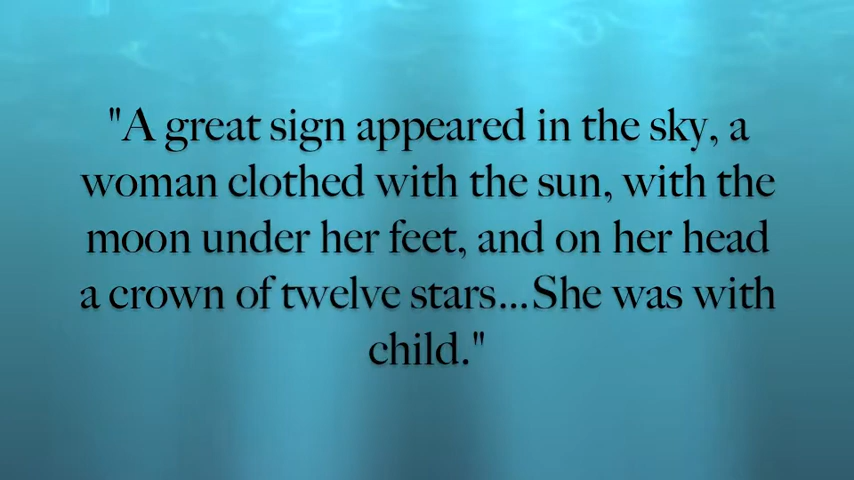 "A great sign appeared in the sky, a
woman clothed with the sun, with the
moon under her feet, and on her head
a crown of twelve stars...She was with
child."